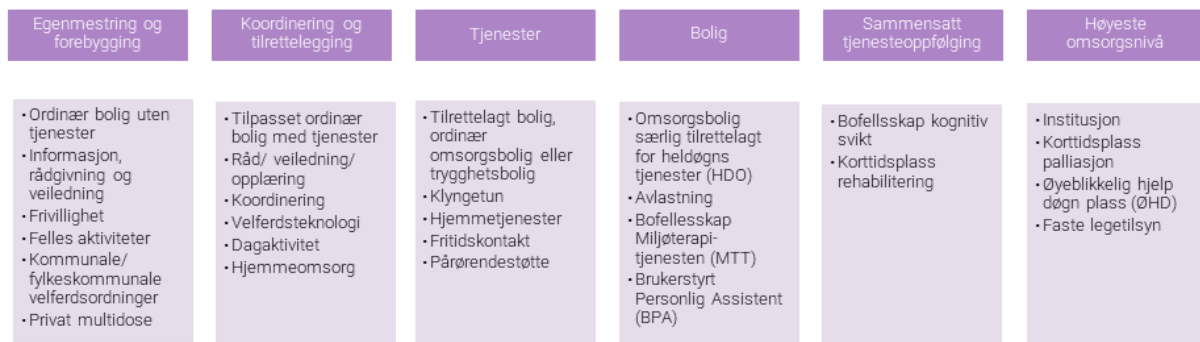 Egenmestring og
forebygging
Koordinering og
tilrettelegging
Tjenester
Bolig
Sammensatt
tjenesteoppfølging
Høyeste
omsorgsnivå
• Ordinær bolig uten
tjenester
• Informasjon,
rådgivning og
veiledning
• Frivillighet
• Felles aktiviteter
• Kommunale/
fylkeskommunale
velferdsordninger
• Privat multidose
• Tilpasset ordinær
bolig med tjenester
• Råd/ veiledning/
opplæring
• Koordinering
• Velferdsteknologi
• Dagaktivitet
• Hjemmeomsorg
• Tilrettelagt bolig,
ordinær
omsorgsbolig eller
trygghetsbolig
• Klyngetun
• Hjemmetjenester
• Fritidskontakt
• Pårørendestøtte
• Omsorgsbolig
særlig tilrettelagt
for heldøgns
tjenester (HDO)
• Avlastning
• Bofellesskap
Miljøterapi-
tjenesten (MTT)
• Brukerstyrt
Personlig Assistent
(BPA)
• Bofellsskap kognitiv
svikt
• Korttidsplass
rehabilitering
• Institusjon
• Korttidsplass
palliasjon
• Øyeblikkelig hjelp
døgn plass (ØHD)
• Faste legetilsyn